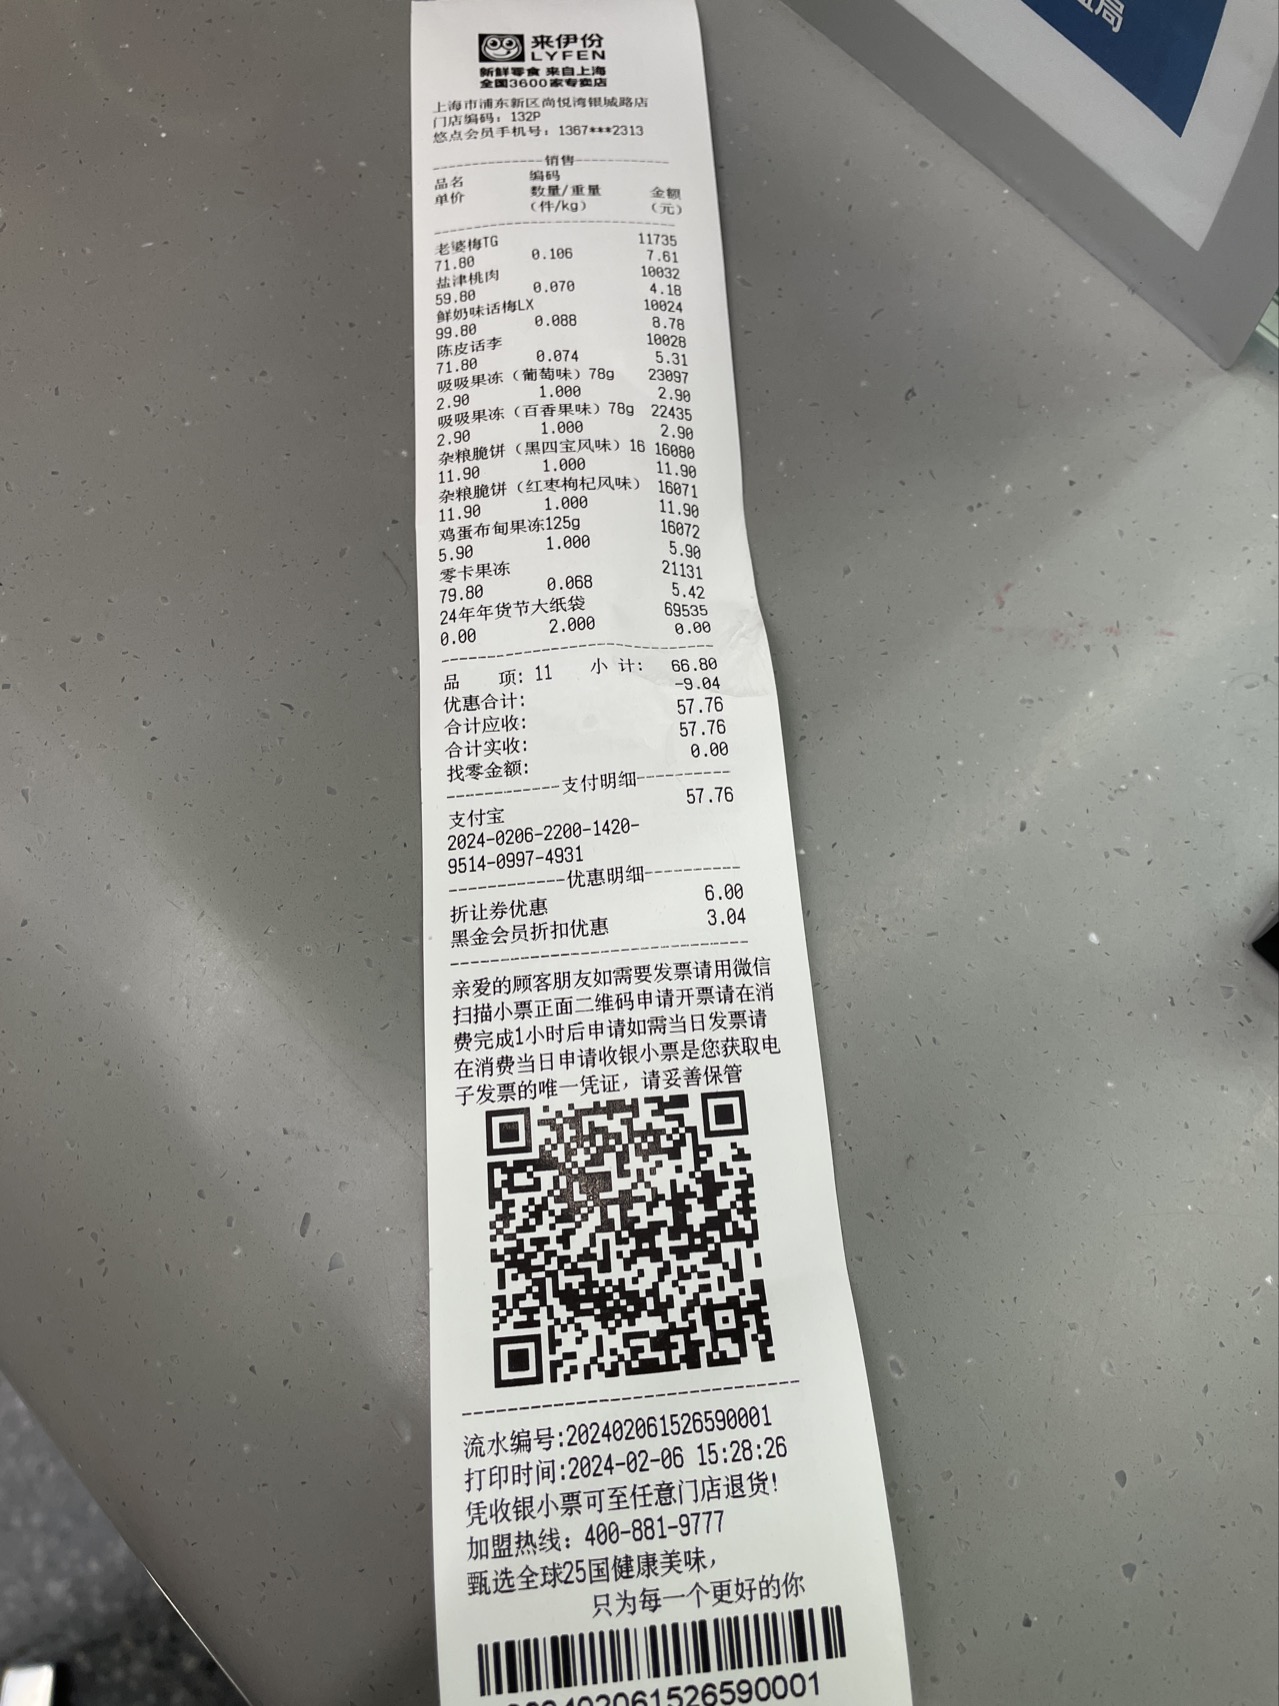 局
来伊份
LYFEN
新鲜零食 来自上海
全国3600家专卖店
上海市浦东新区尚悦湾银城路店
门店编码：132P
悠点会员手机号：1367***2313
销售
品名 编码
单价 数量/重量 金额
（件/kg） （元）
老婆梅TG 11735
71.80 0.106 7.61
盐津桃肉 10032
59.80 0.070 4.18
鲜奶味话梅LX 10024
99.80 0.088 8.78
陈皮话李 10028
71.80 0.074 5.31
吸吸果冻（葡萄味）78g 23097
2.90 1.000 2.90
吸吸果冻（百香果味）78g 22435
2.90 1.000 2.90
杂粮脆饼（黑四宝风味）16 16080
11.90 1.000 11.90
杂粮脆饼（红枣枸杞风味） 16071
11.90 1.000 11.90
鸡蛋布甸果冻125g 16072
5.90 1.000 5.90
零卡果冻 21131
79.80 0.068 5.42
24年年货节大纸袋 69535
0.00 2.000 0.00
品 项: 11 小 计: 66.80
优惠合计: -9.04
合计应收: 57.76
合计实收: 57.76
找零金额: 0.00
支付明细
支付宝 57.76
2024-0206-2200-1420-
9514-0997-4931
优惠明细
折让券优惠 6.00
黑金会员折扣优惠 3.04
亲爱的顾客朋友如需要发票请用微信
扫描小票正面二维码申请开票请在消
费完成1小时后申请如需当日发票请
在消费当日申请收银小票是您获取电
子发票的唯一凭证，请妥善保管
流水编号:202402061526590001
打印时间:2024-02-06 15:28:26
凭收银小票可至任意门店退货!
加盟热线：400-881-9777
甄选全球25国健康美味，
只为每一个更好的你
202402061526590001